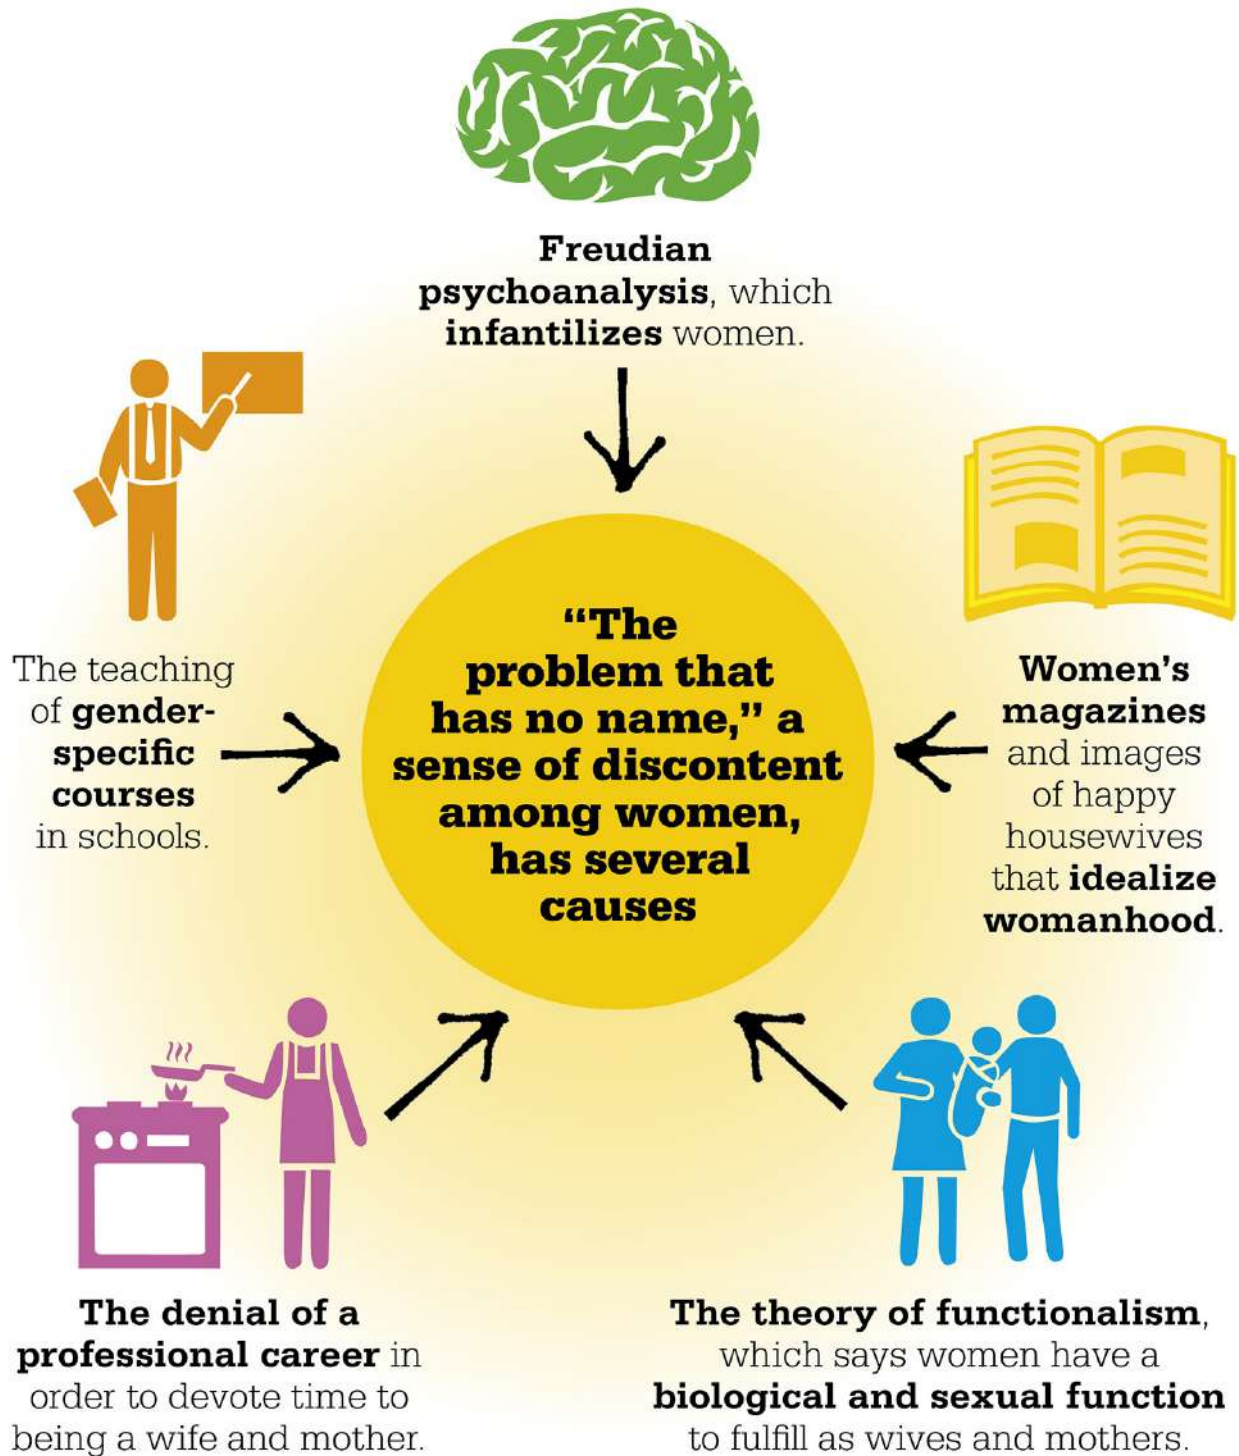 Freudian
psychoanalysis, which
infantilizes women.
The teaching
of gender-
specific
courses
in schools.
“The
problem that
has no name,” a
sense of discontent
among women,
has several
causes
Women’s
magazines
and images
of happy
housewives
that idealize
womanhood.
The denial of a
professional career in
order to devote time to
being a wife and mother.
The theory of functionalism,
which says women have a
biological and sexual function
to fulfill as wives and mothers.